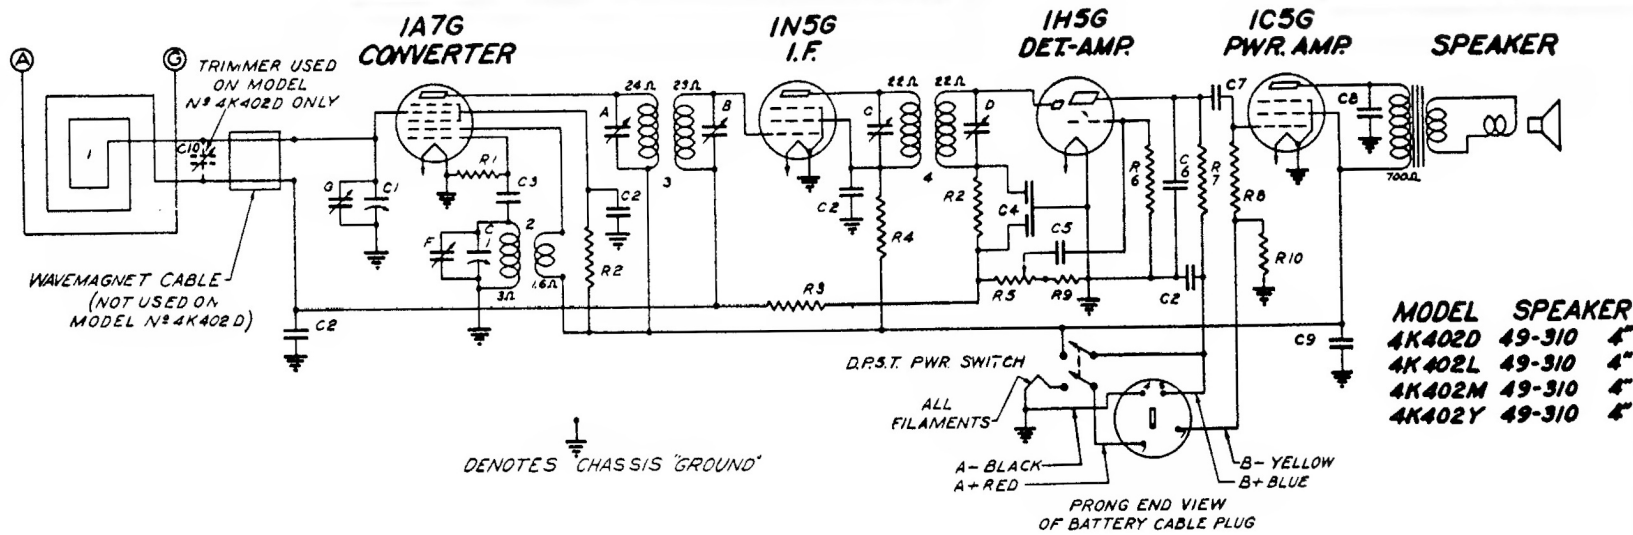 1A7G
CONVERTER
1N5G
I.F.
1H5G
DET-AMP.
1C5G
PWR. AMP.
SPEAKER
A
G
TRIMMER USED
ON MODEL
Nº 4K402D ONLY
C10
1
WAVEMAGNET CABLE
(NOT USED ON
MODEL Nº 4K402D)
C2
G
C1
R1
C3
2
F
C
1
3Ω
1.6Ω
C2
R2
24Ω
23Ω
A
B
3
R3
C2
C
22Ω
22Ω
D
4
R4
R2
C4
C5
R5
R9
R6
C6
R7
C2
C7
R8
R10
C8
700Ω
C9
D.P.S.T. PWR. SWITCH
ALL
FILAMENTS
A- BLACK
A+ RED
B- YELLOW
B+ BLUE
PRONG END VIEW
OF BATTERY CABLE PLUG
DENOTES CHASSIS "GROUND"
MODEL SPEAKER
4K402D 49-310 4"
4K402L 49-310 4"
4K402M 49-310 4"
4K402Y 49-310 4"